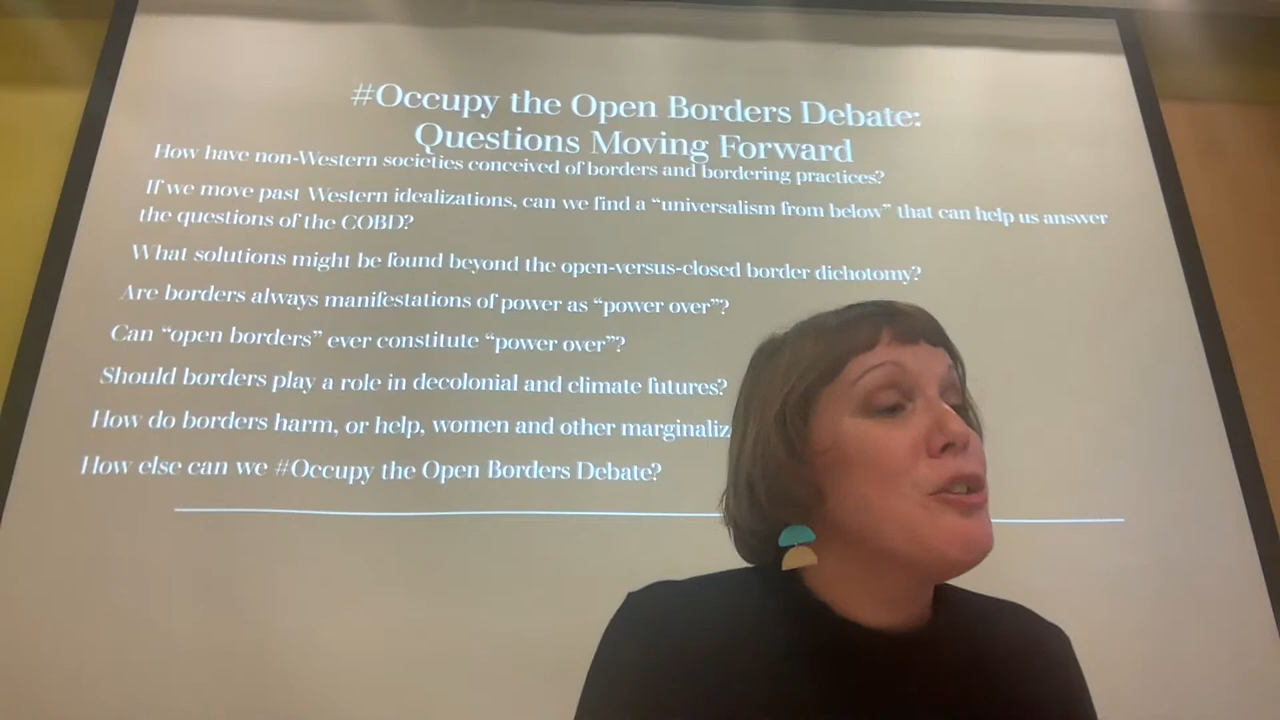 #Occupy the Open Borders Debate:
Questions Moving Forward
How have non-Western societies conceived of borders and bordering practices?
If we move past Western idealizations, can we find a “universalism from below” that can help us answer
the questions of the COBD?
What solutions might be found beyond the open-versus-closed border dichotomy?
Are borders always manifestations of power as “power over”?
Can “open borders” ever constitute “power over”?
Should borders play a role in decolonial and climate futures?
How do borders harm, or help, women and other marginaliz
How else can we #Occupy the Open Borders Debate?